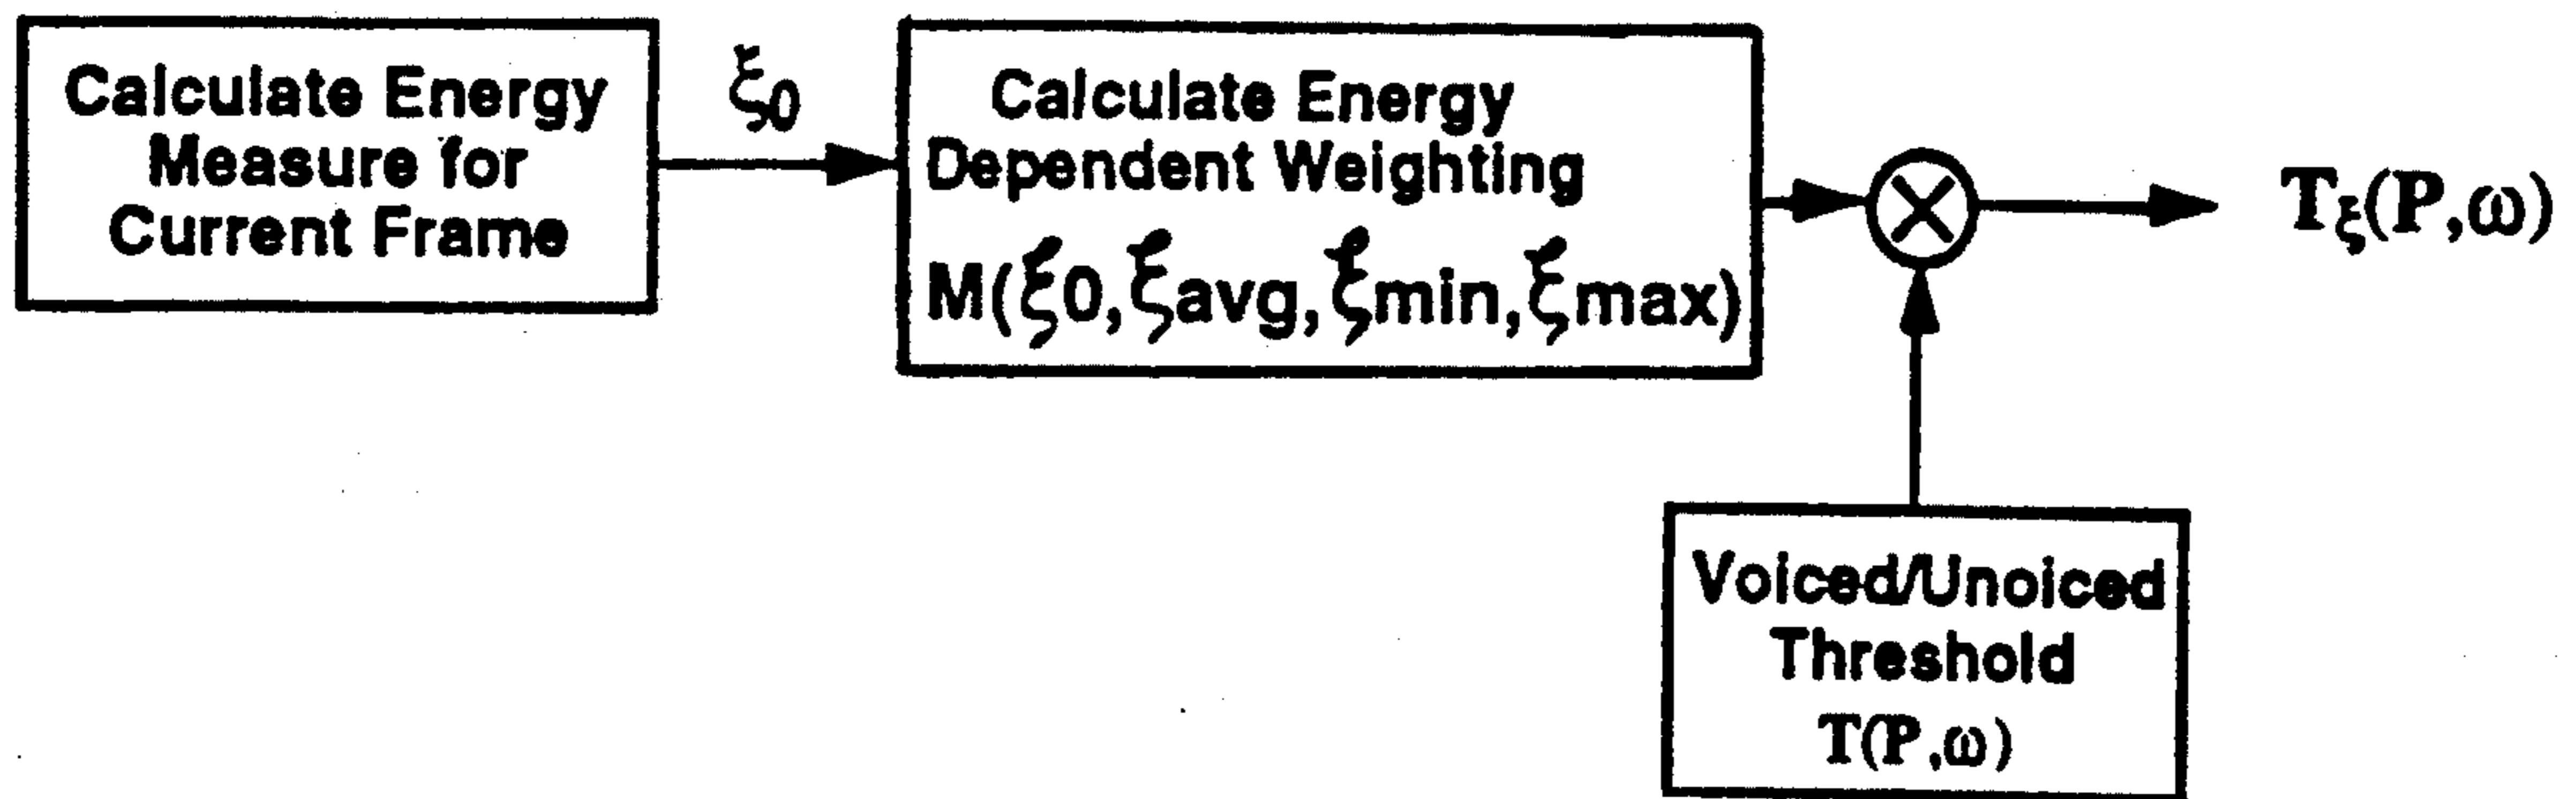 Calculate Energy
Measure for
Current Frame
ξ0
Calculate Energy
Dependent Weighting
M(ξ0,ξavg,ξmin,ξmax)
Tξ(P,ω)
Voiced/Unoiced
Threshold
T(P,ω)